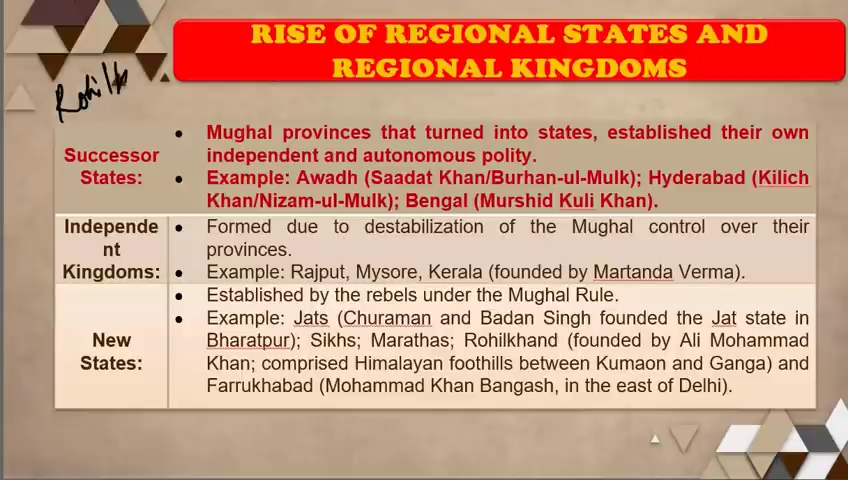 RISE OF REGIONAL STATES AND
REGIONAL KINGDOMS
Successor
States:
• Mughal provinces that turned into states, established their own
independent and autonomous polity.
• Example: Awadh (Saadat Khan/Burhan-ul-Mulk); Hyderabad (Kilich
Khan/Nizam-ul-Mulk); Bengal (Murshid Kuli Khan).
Independe
nt
Kingdoms:
• Formed due to destabilization of the Mughal control over their
provinces.
• Example: Rajput, Mysore, Kerala (founded by Martanda Verma).
New
States:
• Established by the rebels under the Mughal Rule.
• Example: Jats (Churaman and Badan Singh founded the Jat state in
Bharatpur); Sikhs; Marathas; Rohilkhand (founded by Ali Mohammad
Khan; comprised Himalayan foothills between Kumaon and Ganga) and
Farrukhabad (Mohammad Khan Bangash, in the east of Delhi).